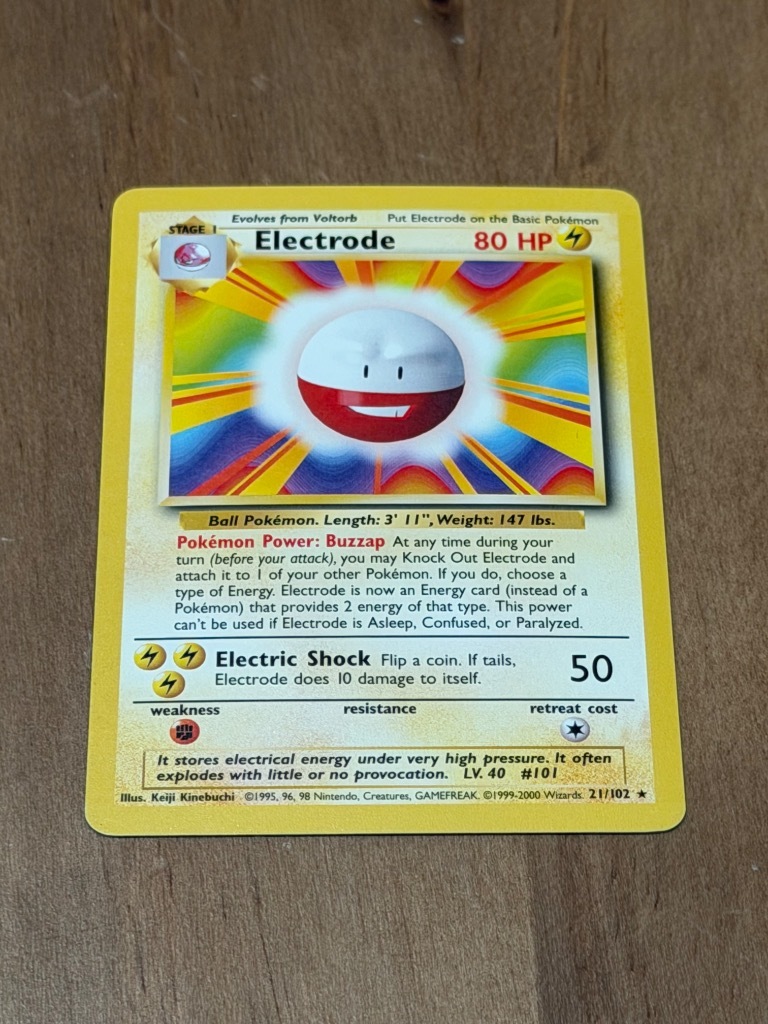 Evolves from Voltorb Put Electrode on the Basic Pokémon
STAGE 1
Electrode 80 HP
Ball Pokémon. Length: 3' 11", Weight: 147 lbs.
Pokémon Power: Buzzap At any time during your
turn (before your attack), you may Knock Out Electrode and
attach it to 1 of your other Pokémon. If you do, choose a
type of Energy. Electrode is now an Energy card (instead of a
Pokémon) that provides 2 energy of that type. This power
can't be used if Electrode is Asleep, Confused, or Paralyzed.
Electric Shock Flip a coin. If tails, 50
Electrode does 10 damage to itself.
weakness resistance retreat cost
It stores electrical energy under very high pressure. It often
explodes with little or no provocation. LV. 40 #101
Illus. Keiji Kinebuchi ©1995, 96, 98 Nintendo, Creatures, GAMEFREAK. ©1999-2000 Wizards. 21/102 ★